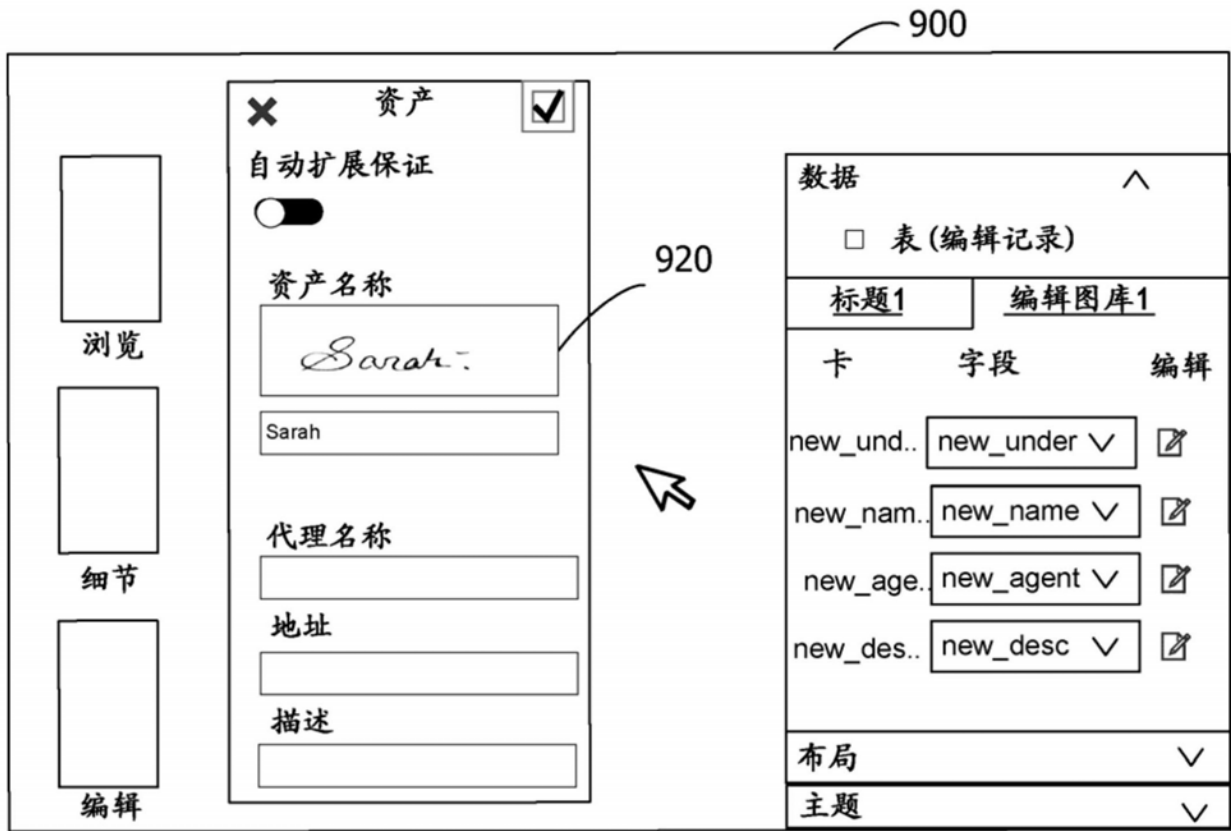 900
资产
自动扩展保证
资产名称
920
Sarah
Sarah
代理名称
地址
描述
浏览
细节
编辑
数据
表(编辑记录)
标题1 编辑图库1
卡 字段 编辑
new_und.. new_under
new_nam.. new_name
new_age.. new_agent
new_des.. new_desc
布局
主题